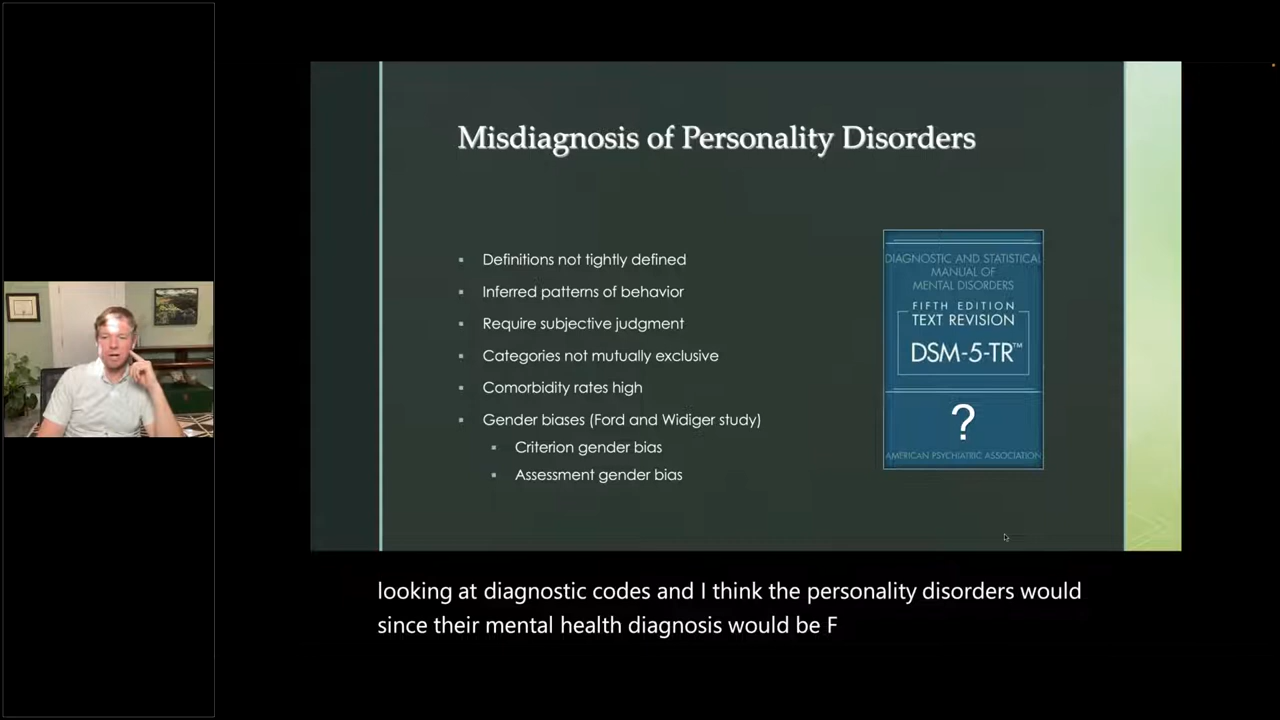 Misdiagnosis of Personality Disorders
Definitions not tightly defined
Inferred patterns of behavior
Require subjective judgment
Categories not mutually exclusive
Comorbidity rates high
Gender biases (Ford and Widiger study)
Criterion gender bias
Assessment gender bias
DIAGNOSTIC AND STATISTICAL
MANUAL OF
MENTAL DISORDERS
FIFTH EDITION
TEXT REVISION
DSM-5-TR™
?
AMERICAN PSYCHIATRIC ASSOCIATION
looking at diagnostic codes and I think the personality disorders would
since their mental health diagnosis would be F